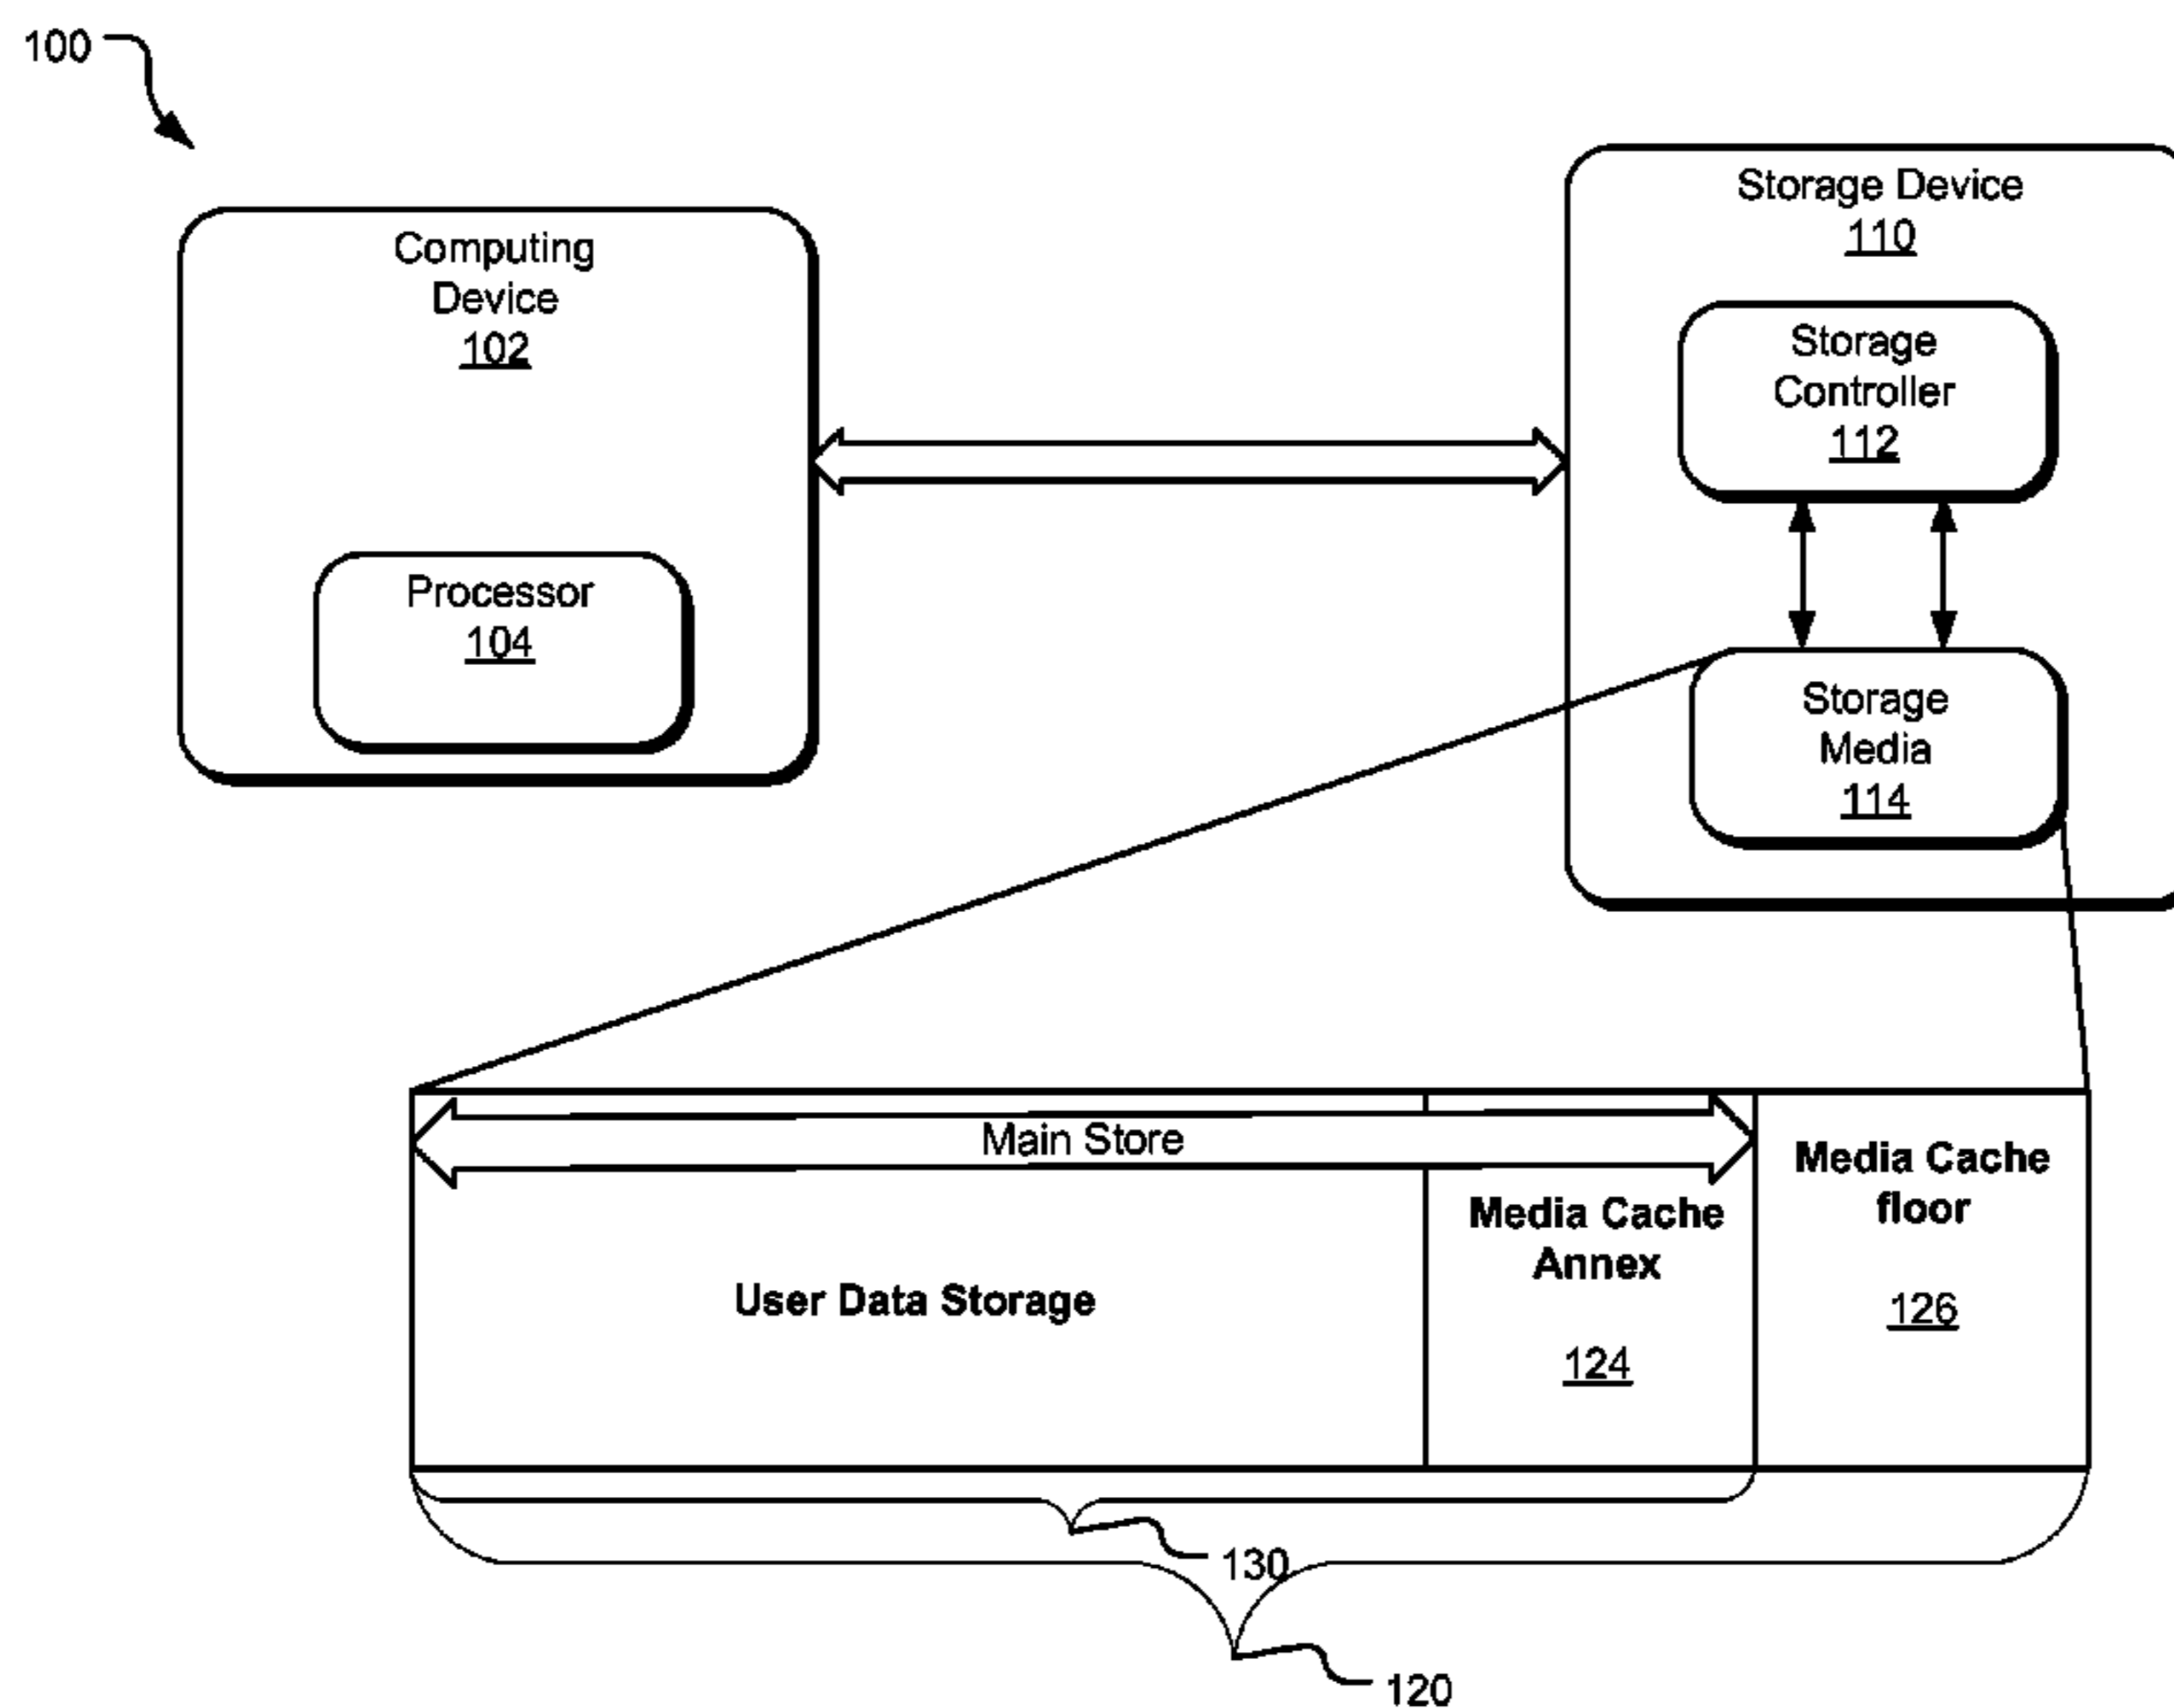 100
Computing
Device
102
Processor
104
Storage Device
110
Storage
Controller
112
Storage
Media
114
Main Store
User Data Storage
Media Cache
Annex
124
Media Cache
floor
126
130
120